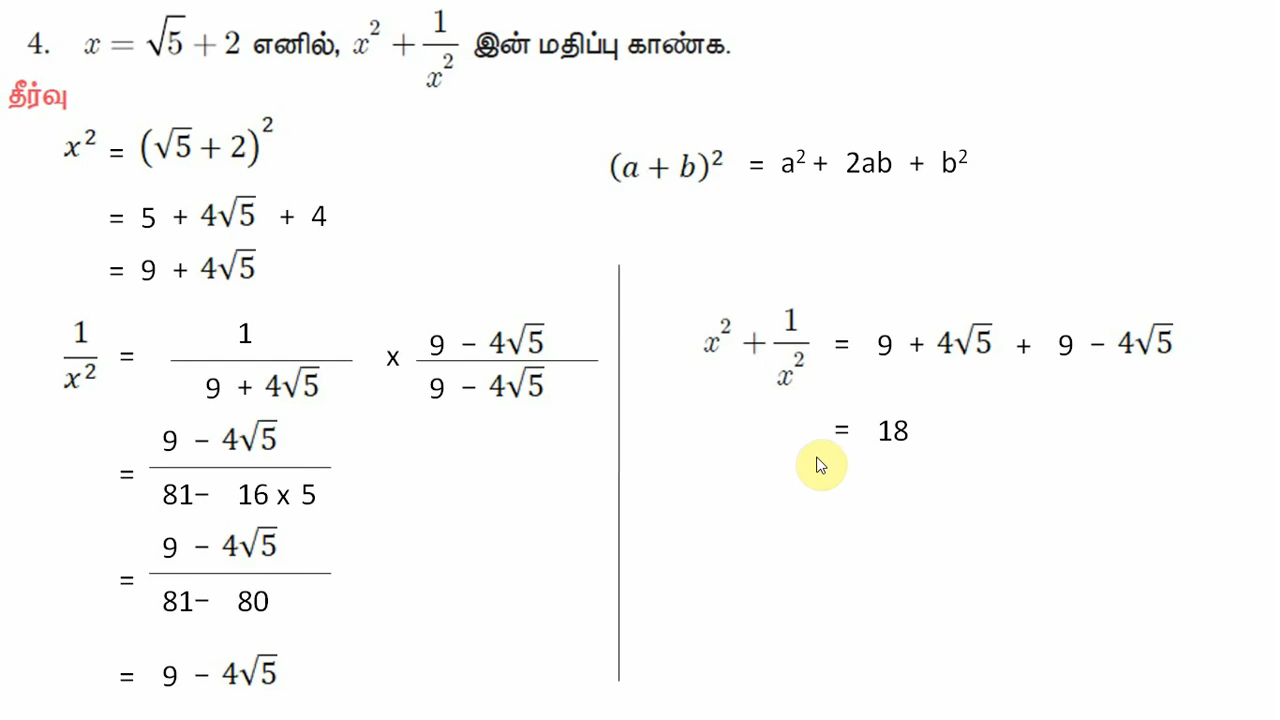 4. x = √5 + 2 எனில், x² + 1/x² இன் மதிப்பு காண்க.
தீர்வு
x² = (√5 + 2)²
(a + b)² = a² + 2ab + b²
= 5 + 4√5 + 4
= 9 + 4√5
1/x² = 1/(9 + 4√5) x (9 − 4√5)/(9 − 4√5)
= (9 − 4√5)/(81− 16 x 5)
= (9 − 4√5)/(81− 80)
= 9 − 4√5
x² + 1/x² = 9 + 4√5 + 9 − 4√5
= 18